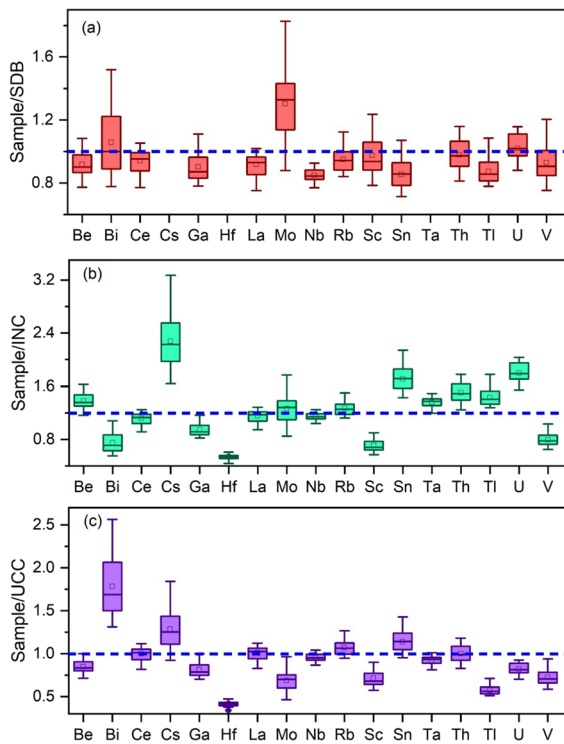 (a)
Sample/SDB
1.6
1.2
0.8
Be Bi Ce Cs Ga Hf La Mo Nb Rb Sc Sn Ta Th Tl U V
(b)
Sample/INC
3.2
2.4
1.6
0.8
Be Bi Ce Cs Ga Hf La Mo Nb Rb Sc Sn Ta Th Tl U V
(c)
Sample/UCC
2.5
2.0
1.5
1.0
0.5
Be Bi Ce Cs Ga Hf La Mo Nb Rb Sc Sn Ta Th Tl U V